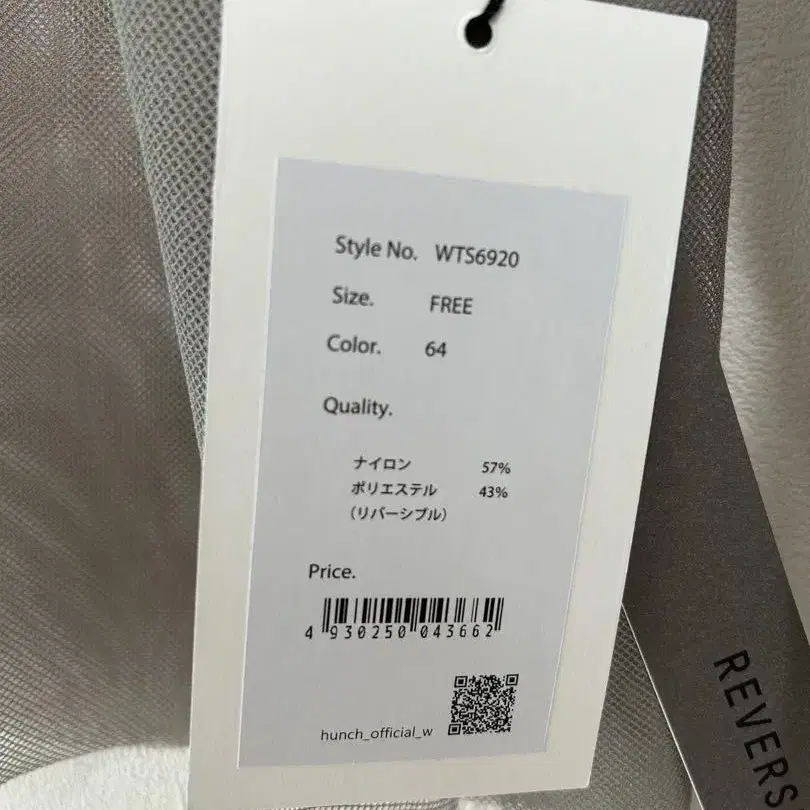 Style No. WTS6920
Size. FREE
Color. 64
Quality.
ナイロン 57%
ポリエステル 43%
(リバーシブル)
Price.
4 930250 043662
hunch_official_w
REVERS